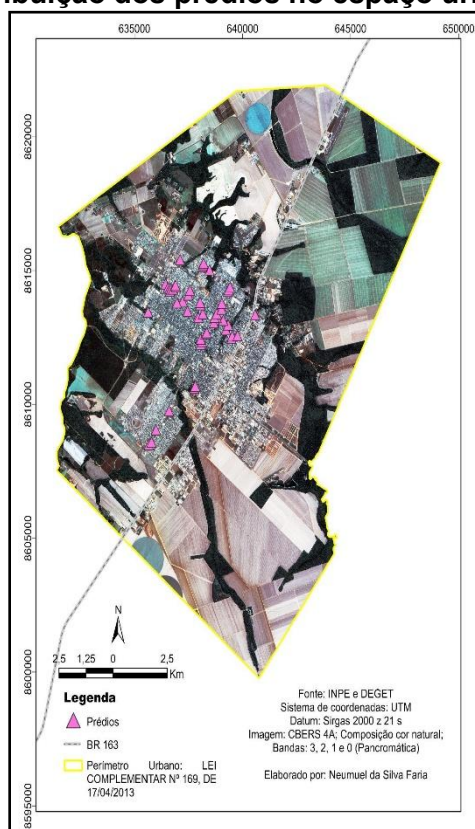 ibuição dos prédios no espaço ur
635000 640000 645000 650000
8620000
8615000
8610000
8605000
8600000
8595000
N
2,5 1,25 0 2,5
Km
Legenda
Prédios
BR 163
Perímetro Urbano: LEI
COMPLEMENTAR Nº 169, DE
17/04/2013
Fonte: INPE e DEGET
Sistema de coordenadas: UTM
Datum: Sirgas 2000 z 21 s
Imagem: CBERS 4A; Composição cor natural;
Bandas: 3, 2, 1 e 0 (Pancromática)
Elaborado por: Neumuel da Silva Faria